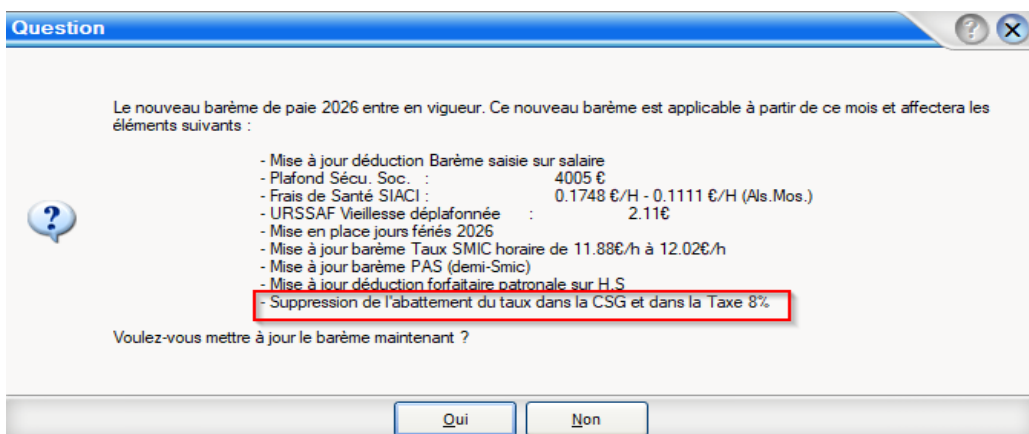 Question
Le nouveau barème de paie 2026 entre en vigueur. Ce nouveau barème est applicable à partir de ce mois et affectera les
éléments suivants :
- Mise à jour déduction Barème saisie sur salaire
- Plafond Sécu. Soc. : 4005 €
- Frais de Santé SIACI : 0.1748 €/H - 0.1111 €/H (Als.Mos.)
- URSSAF Vieillesse déplafonnée : 2.11€
- Mise en place jours fériés 2026
- Mise à jour barème Taux SMIC horaire de 11.88€/h à 12.02€/h
- Mise à jour barème PAS (demi-Smic)
- Mise à jour déduction forfaitaire patronale sur H.S
- Suppression de l'abattement du taux dans la CSG et dans la Taxe 8%
Voulez-vous mettre à jour le barème maintenant ?
Oui Non